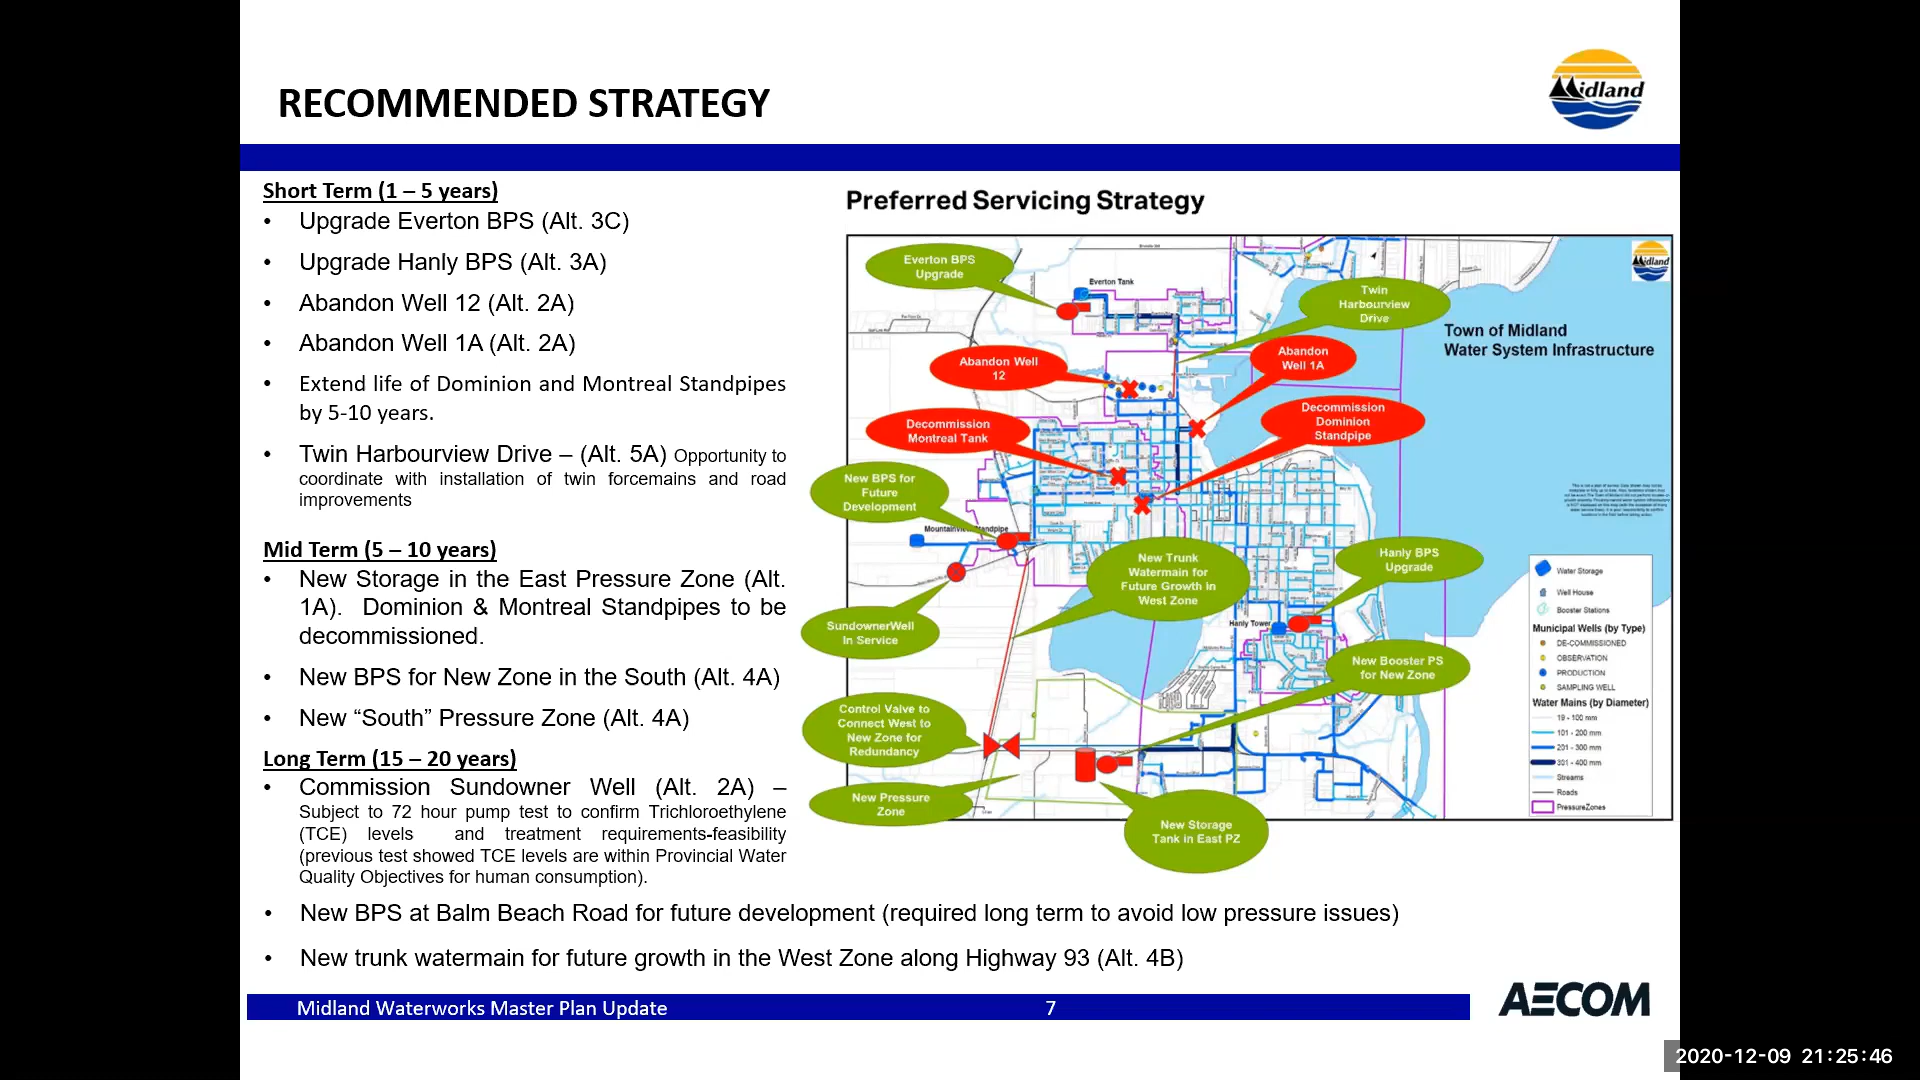 RECOMMENDED STRATEGY
Midland
Short Term (1 – 5 years)
• Upgrade Everton BPS (Alt. 3C)
• Upgrade Hanly BPS (Alt. 3A)
• Abandon Well 12 (Alt. 2A)
• Abandon Well 1A (Alt. 2A)
• Extend life of Dominion and Montreal Standpipes
by 5-10 years.
• Twin Harbourview Drive – (Alt. 5A) Opportunity to
coordinate with installation of twin forcemains and road
improvements
Mid Term (5 – 10 years)
• New Storage in the East Pressure Zone (Alt.
1A). Dominion & Montreal Standpipes to be
decommissioned.
• New BPS for New Zone in the South (Alt. 4A)
• New “South” Pressure Zone (Alt. 4A)
Long Term (15 – 20 years)
• Commission Sundowner Well (Alt. 2A) –
Subject to 72 hour pump test to confirm Trichloroethylene
(TCE) levels and treatment requirements-feasibility
(previous test showed TCE levels are within Provincial Water
Quality Objectives for human consumption).
• New BPS at Balm Beach Road for future development (required long term to avoid low pressure issues)
• New trunk watermain for future growth in the West Zone along Highway 93 (Alt. 4B)
Preferred Servicing Strategy
Everton BPS
Upgrade
Everton Tank
Twin
Harbourview
Drive
Midland
Town of Midland
Water System Infrastructure
Abandon Well
12
Abandon
Well 1A
Decommission
Montreal Tank
Decommission
Dominion
Standpipe
New BPS for
Future
Development
Mountainview Standpipe
New Trunk
Watermain for
Future Growth in
West Zone
Hanly BPS
Upgrade
Hanly Tower
SundownerWell
In Service
New Booster PS
for New Zone
Control Valve to
Connect West to
New Zone for
Redundancy
New Pressure
Zone
New Storage
Tank in East PZ
Water Storage
Well House
Booster Stations
Municipal Wells (by Type)
DE-COMMISSIONED
OBSERVATION
PRODUCTION
SAMPLING WELL
Water Mains (by Diameter)
19 - 100 mm
101 - 200 mm
201 - 300 mm
301 - 400 mm
Streams
Roads
PressureZones
Midland Waterworks Master Plan Update
7
AECOM
2020-12-09 21:25:46